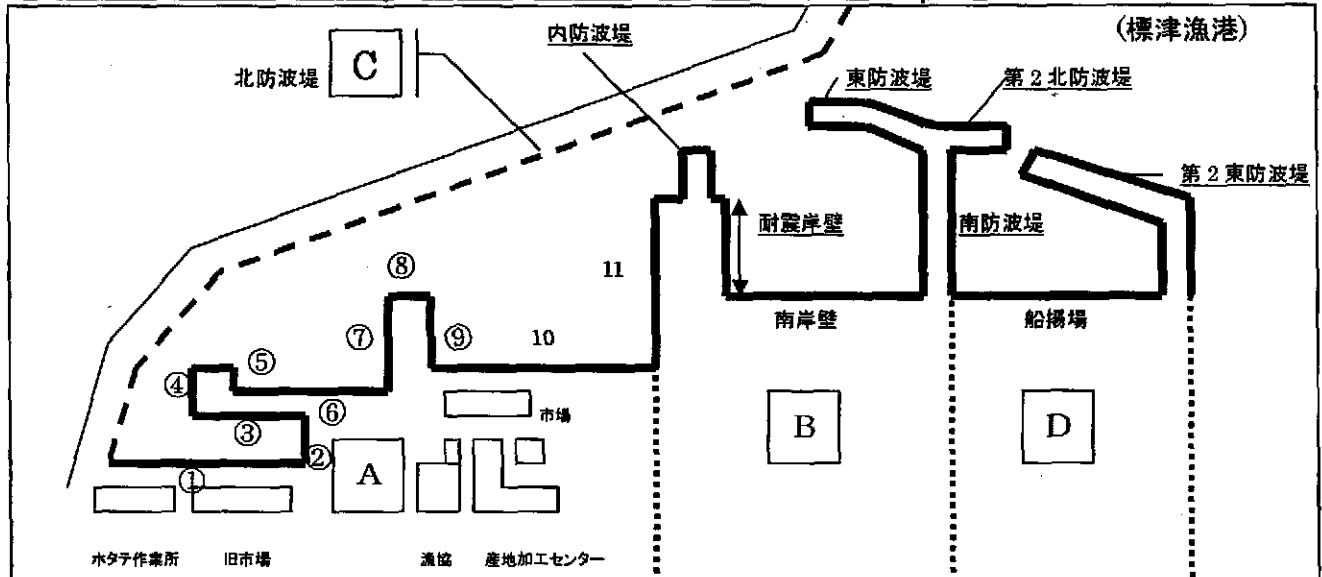 (標津漁港)
内防波堤
北防波堤
C
東防波堤
第2北防波堤
第2東防波堤
耐震岸壁
南防波堤
11
⑧
南岸壁
船揚場
⑦
⑨
10
⑤
④
⑥
市場
③
B
D
②
A
①
ホタテ作業所
旧市場
漁協
産地加工センター